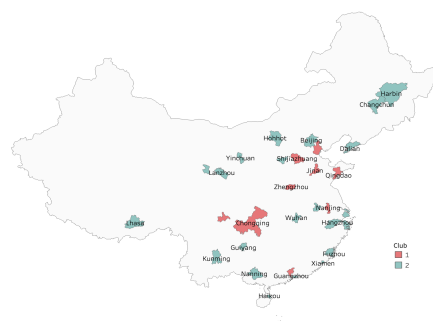 Harbin
Changchun
Hohhot
Beijing
Dalian
Yinchuan
Shijiazhuang
Lanzhou
Jinan
Qingdao
Zhengzhou
Nanjing
Lhasa
Chongqing
Wuhan
Hangzhou
Guiyang
Kunming
Fuzhou
Xiamen
Nanning
Guangzhou
Haikou
Club
1
2